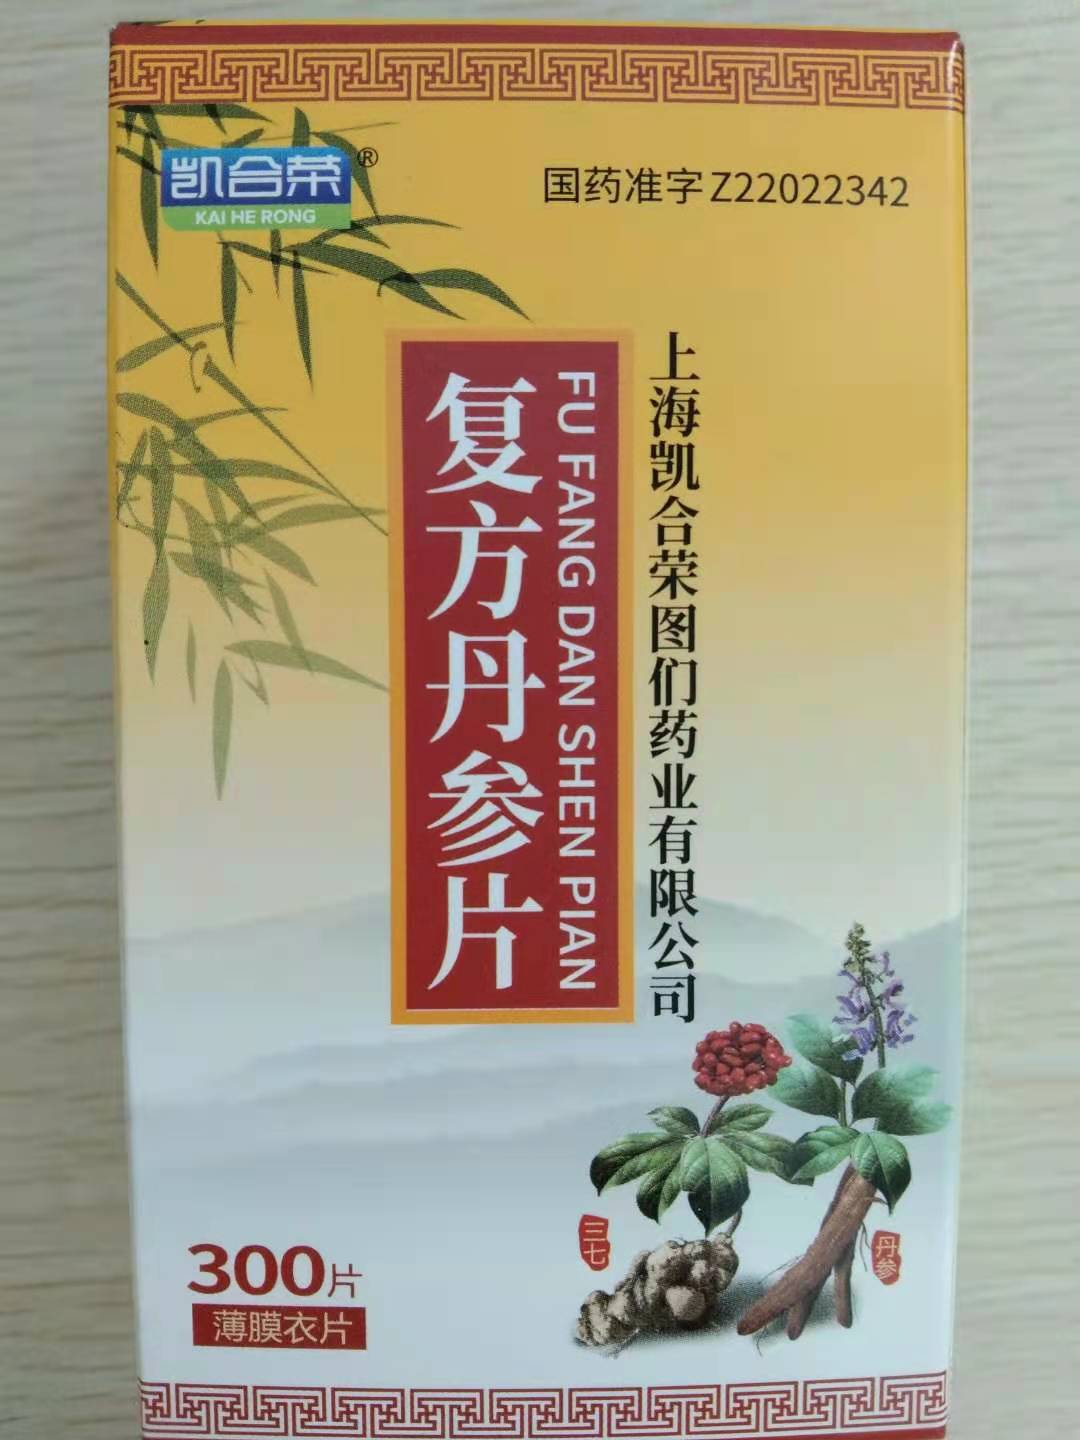 凯合荣®
KAI HE RONG
国药准字Z22022342
复方丹参片
FU FANG DAN SHEN PIAN
上海凯合荣图们药业有限公司
三七
丹参
300片
薄膜衣片